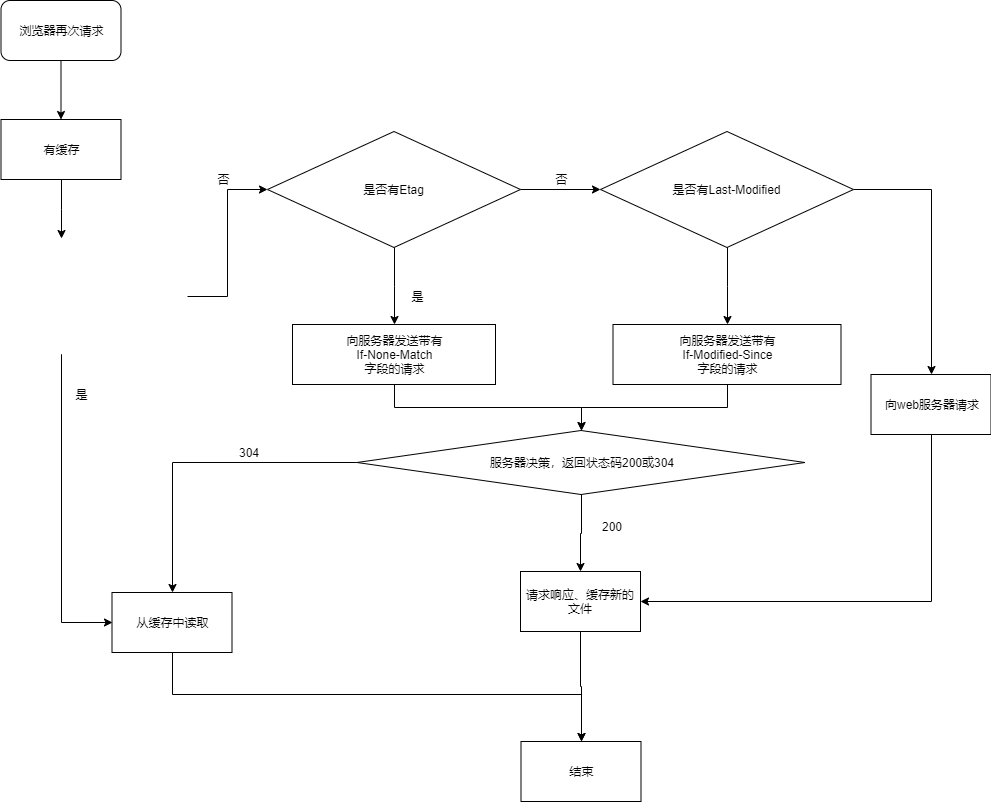 浏览器再次请求
有缓存
否
是否有Etag
否
是否有Last-Modified
是
向服务器发送带有
If-None-Match
字段的请求
向服务器发送带有
If-Modified-Since
字段的请求
是
向web服务器请求
304
服务器决策，返回状态码200或304
200
请求响应、缓存新的
文件
从缓存中读取
结束